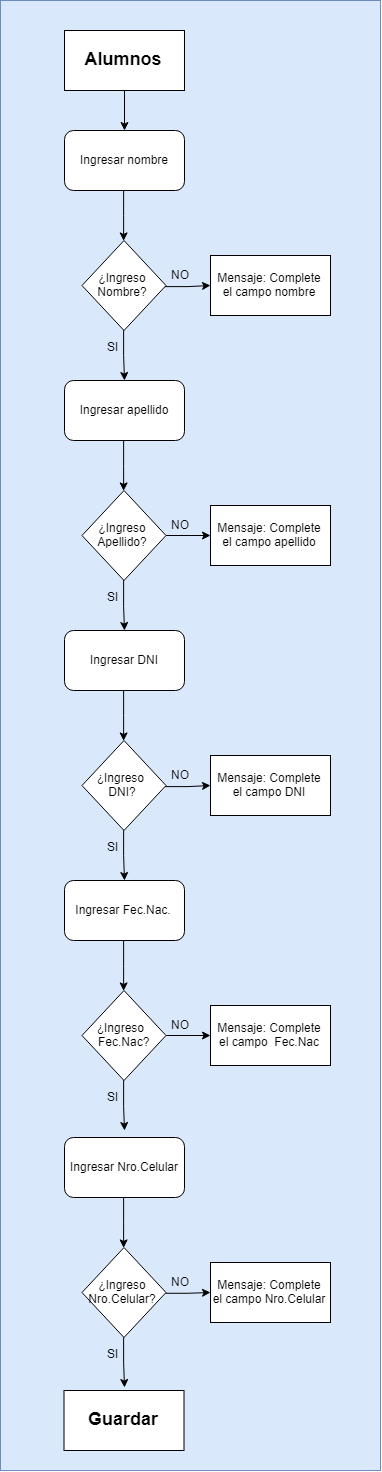 Alumnos
Ingresar nombre
¿Ingreso
Nombre?
NO
Mensaje: Complete
el campo nombre
SI
Ingresar apellido
¿Ingreso
Apellido?
NO
Mensaje: Complete
el campo apellido
SI
Ingresar DNI
¿Ingreso
DNI?
NO
Mensaje: Complete
el campo DNI
SI
Ingresar Fec.Nac.
¿Ingreso
Fec.Nac?
NO
Mensaje: Complete
el campo  Fec.Nac
SI
Ingresar Nro.Celular
¿Ingreso
Nro.Celular?
NO
Mensaje: Complete
el campo Nro.Celular
SI
Guardar